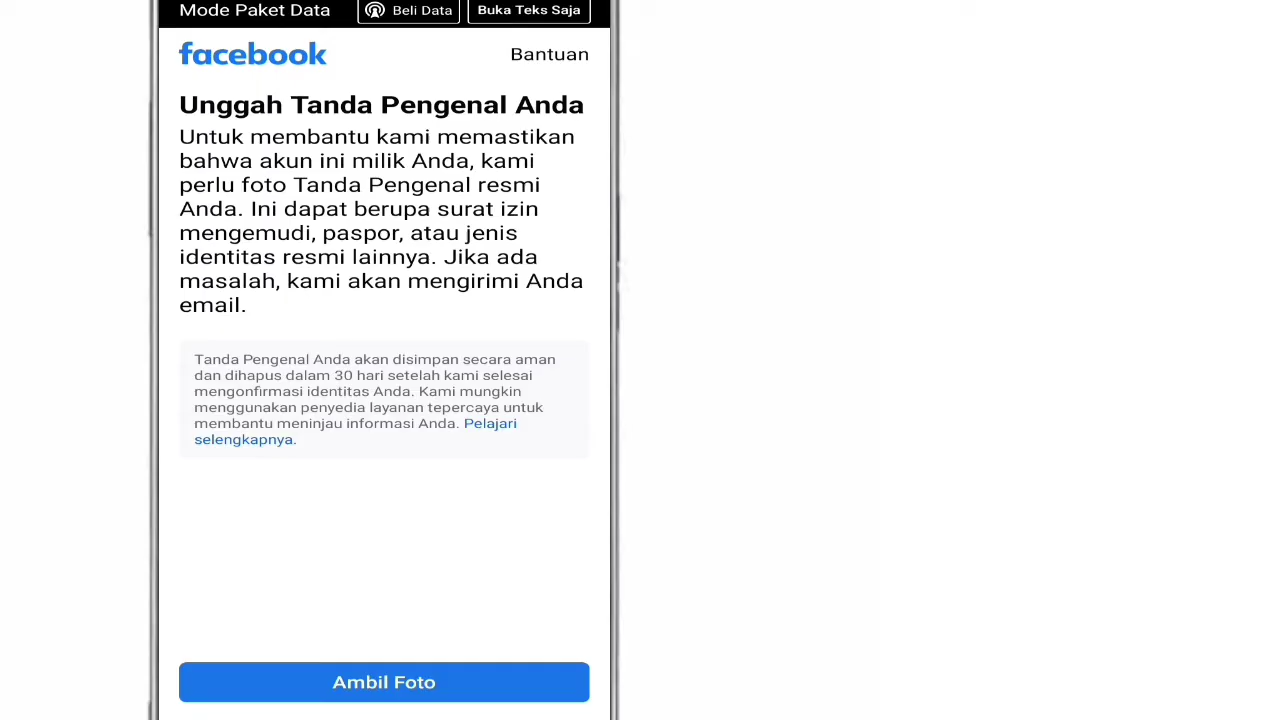 Mode Paket Data Beli Data Buka Teks Saja
facebook Bantuan
Unggah Tanda Pengenal Anda
Untuk membantu kami memastikan
bahwa akun ini milik Anda, kami
perlu foto Tanda Pengenal resmi
Anda. Ini dapat berupa surat izin
mengemudi, paspor, atau jenis
identitas resmi lainnya. Jika ada
masalah, kami akan mengirimi Anda
email.
Tanda Pengenal Anda akan disimpan secara aman
dan dihapus dalam 30 hari setelah kami selesai
mengonfirmasi identitas Anda. Kami mungkin
menggunakan penyedia layanan tepercaya untuk
membantu meninjau informasi Anda. Pelajari
selengkapnya.
Ambil Foto